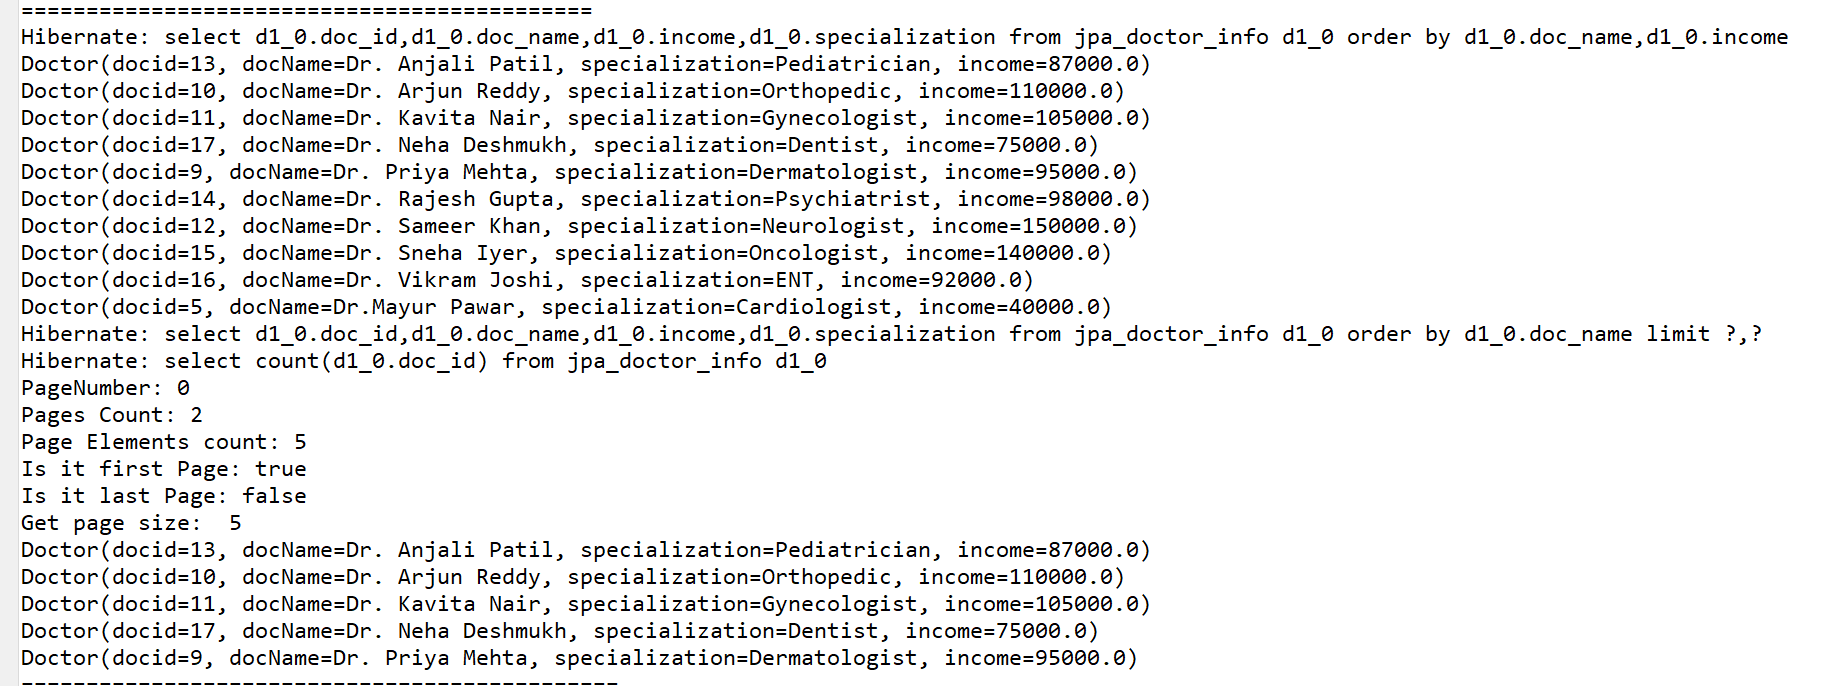 ============================================
Hibernate: select d1_0.doc_id,d1_0.doc_name,d1_0.income,d1_0.specialization from jpa_doctor_info d1_0 order by d1_0.doc_name,d1_0.income
Doctor(docid=13, docName=Dr. Anjali Patil, specialization=Pediatrician, income=87000.0)
Doctor(docid=10, docName=Dr. Arjun Reddy, specialization=Orthopedic, income=110000.0)
Doctor(docid=11, docName=Dr. Kavita Nair, specialization=Gynecologist, income=105000.0)
Doctor(docid=17, docName=Dr. Neha Deshmukh, specialization=Dentist, income=75000.0)
Doctor(docid=9, docName=Dr. Priya Mehta, specialization=Dermatologist, income=95000.0)
Doctor(docid=14, docName=Dr. Rajesh Gupta, specialization=Psychiatrist, income=98000.0)
Doctor(docid=12, docName=Dr. Sameer Khan, specialization=Neurologist, income=150000.0)
Doctor(docid=15, docName=Dr. Sneha Iyer, specialization=Oncologist, income=140000.0)
Doctor(docid=16, docName=Dr. Vikram Joshi, specialization=ENT, income=92000.0)
Doctor(docid=5, docName=Dr.Mayur Pawar, specialization=Cardiologist, income=40000.0)
Hibernate: select d1_0.doc_id,d1_0.doc_name,d1_0.income,d1_0.specialization from jpa_doctor_info d1_0 order by d1_0.doc_name limit ?,?
Hibernate: select count(d1_0.doc_id) from jpa_doctor_info d1_0
PageNumber: 0
Pages Count: 2
Page Elements count: 5
Is it first Page: true
Is it last Page: false
Get page size:  5
Doctor(docid=13, docName=Dr. Anjali Patil, specialization=Pediatrician, income=87000.0)
Doctor(docid=10, docName=Dr. Arjun Reddy, specialization=Orthopedic, income=110000.0)
Doctor(docid=11, docName=Dr. Kavita Nair, specialization=Gynecologist, income=105000.0)
Doctor(docid=17, docName=Dr. Neha Deshmukh, specialization=Dentist, income=75000.0)
Doctor(docid=9, docName=Dr. Priya Mehta, specialization=Dermatologist, income=95000.0)
----------------------------------------------